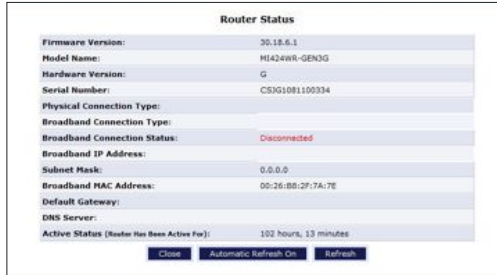 Router Status
Firmware Version: 30.18.6.1
Model Name: MI424WR-GEN3G
Hardware Version: G
Serial Number: CSJG1081100334
Physical Connection Type:
Broadband Connection Type:
Broadband Connection Status: Disconnected
Broadband IP Address:
Subnet Mask: 0.0.0.0
Broadband MAC Address: 00:26:B8:2F:7A:7E
Default Gateway:
DNS Server:
Active Status (Router Has Been Active For): 102 hours, 13 minutes
Close Automatic Refresh On Refresh